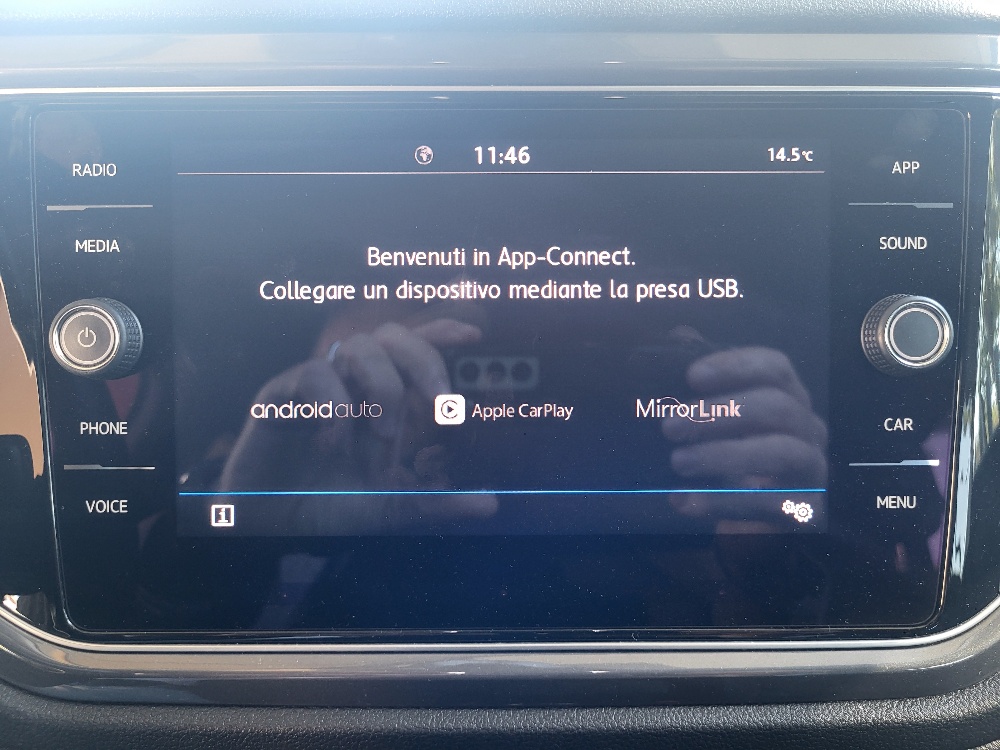 11:46
14.5°C
RADIO
APP
MEDIA
SOUND
Benvenuti in App-Connect.
Collegare un dispositivo mediante la presa USB.
androidauto
Apple CarPlay
MirrorLink
PHONE
CAR
VOICE
MENU
i